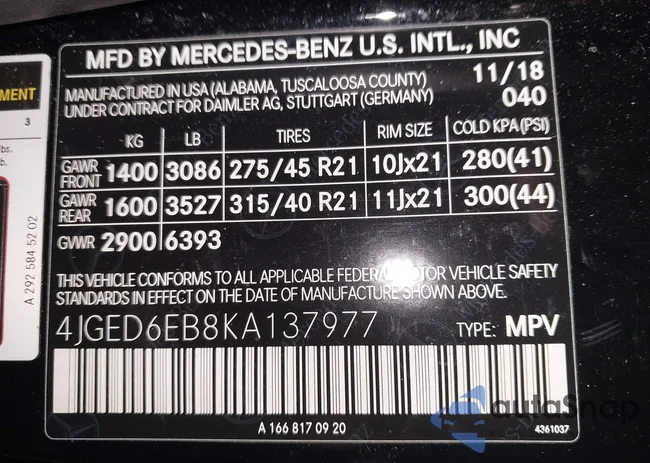 MFD BY MERCEDES-BENZ U.S. INTL., INC
MANUFACTURED IN USA (ALABAMA, TUSCALOOSA COUNTY) 11/18
UNDER CONTRACT FOR DAIMLER AG, STUTTGART (GERMANY) 040
KG LB TIRES RIM SIZE COLD KPA(PSI)
GAWR FRONT 1400 3086 275/45 R21 10Jx21 280(41)
GAWR REAR 1600 3527 315/40 R21 11Jx21 300(44)
GVWR 2900 6393
THIS VEHICLE CONFORMS TO ALL APPLICABLE FEDERAL MOTOR VEHICLE SAFETY
STANDARDS IN EFFECT ON THE DATE OF MANUFACTURE SHOWN ABOVE.
4JGED6EB8KA137977 TYPE: MPV
A 166 817 09 20
4361037
MENT
3
lbs.
b.
A 292 584 52 02
autoSnap